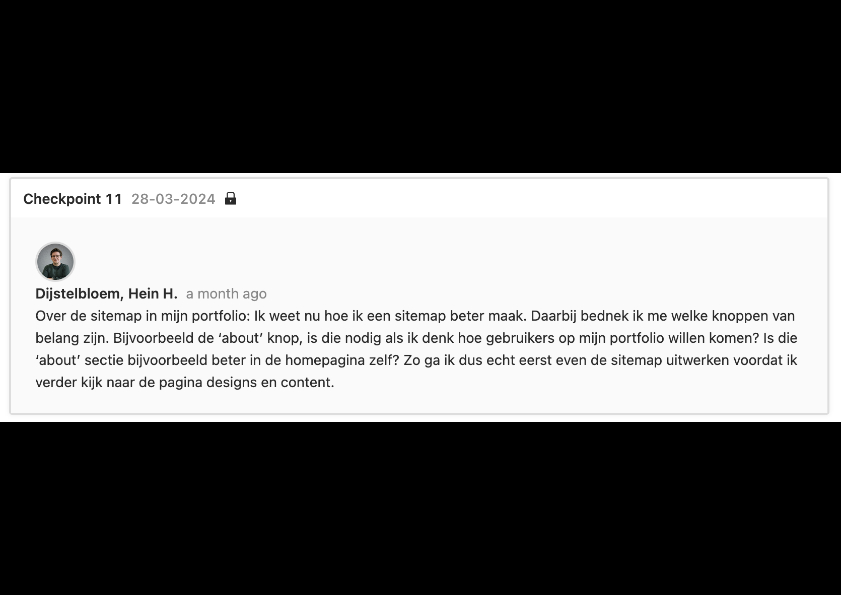 Checkpoint 11 28-03-2024
Dijstelbloem, Hein H. a month ago
Over de sitemap in mijn portfolio: Ik weet nu hoe ik een sitemap beter maak. Daarbij bednek ik me welke knoppen van
belang zijn. Bijvoorbeeld de ‘about’ knop, is die nodig als ik denk hoe gebruikers op mijn portfolio willen komen? Is die
‘about’ sectie bijvoorbeeld beter in de homepagina zelf? Zo ga ik dus echt eerst even de sitemap uitwerken voordat ik
verder kijk naar de pagina designs en content.